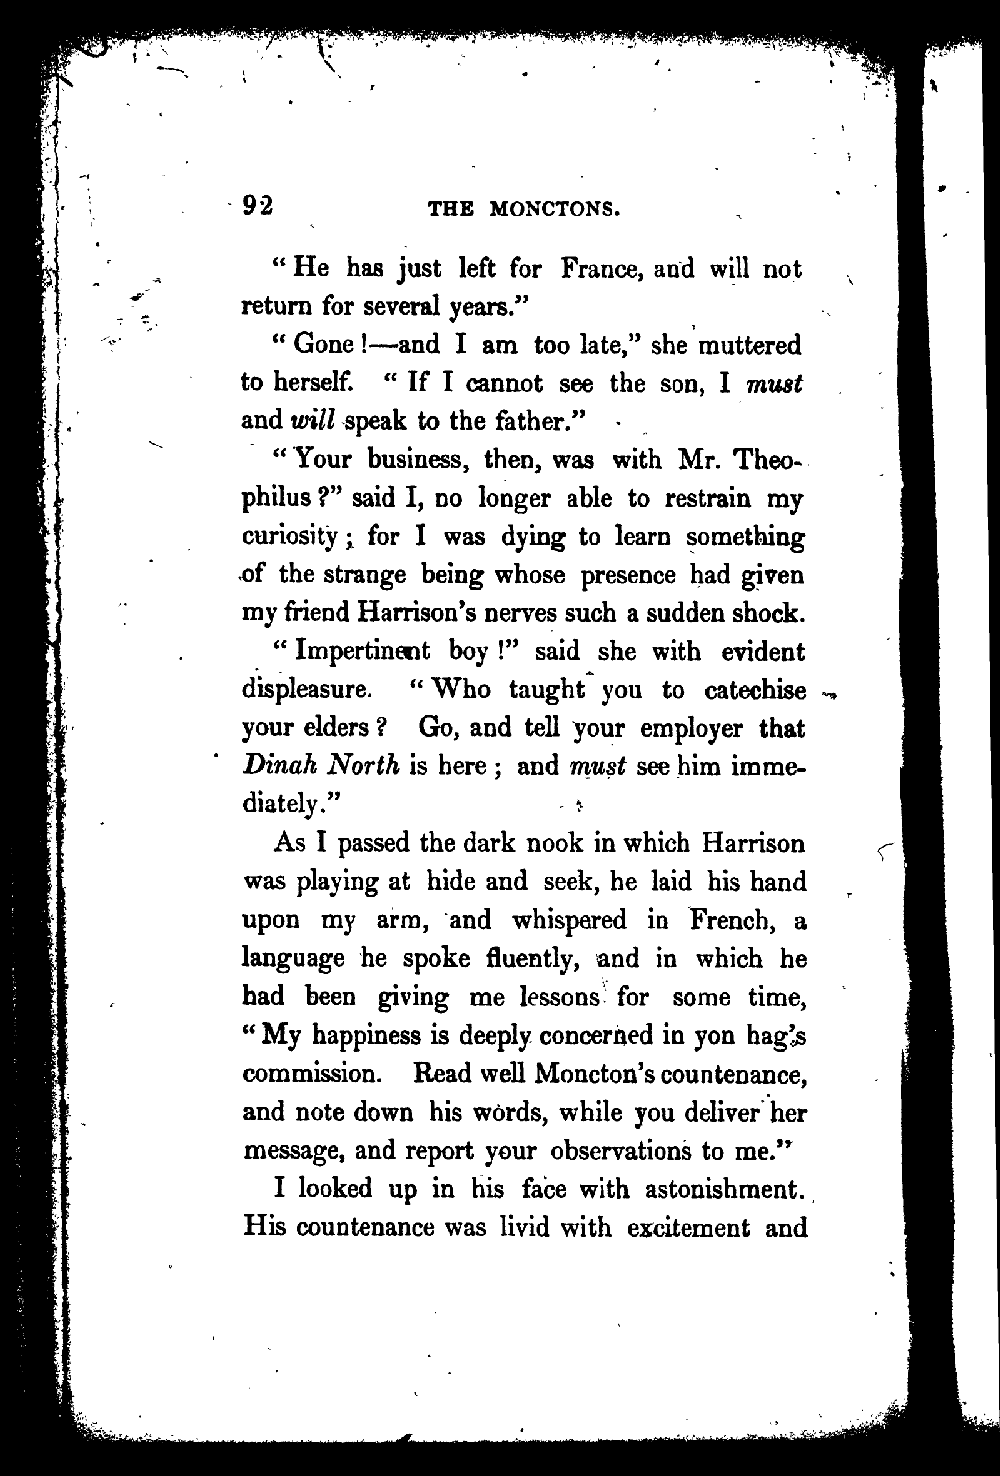 92 THE MONCTONS.
“ He has just left for France, and will not
return for several years.”
“ Gone !—and I am too late,” she muttered
to herself. “ If I cannot see the son, I must
and will speak to the father.”
“ Your business, then, was with Mr. Theo-
philus ?” said I, no longer able to restrain my
curiosity ; for I was dying to learn something
of the strange being whose presence had given
my friend Harrison’s nerves such a sudden shock.
“ Impertinent boy !” said she with evident
displeasure. “ Who taught you to catechise
your elders ? Go, and tell your employer that
Dinah North is here ; and must see him imme-
diately.”
As I passed the dark nook in which Harrison
was playing at hide and seek, he laid his hand
upon my arm, and whispered in French, a
language he spoke fluently, and in which he
had been giving me lessons for some time,
“ My happiness is deeply concerned in yon hag’s
commission. Read well Moncton’s countenance,
and note down his words, while you deliver her
message, and report your observations to me.”
I looked up in his face with astonishment.
His countenance was livid with excitement and